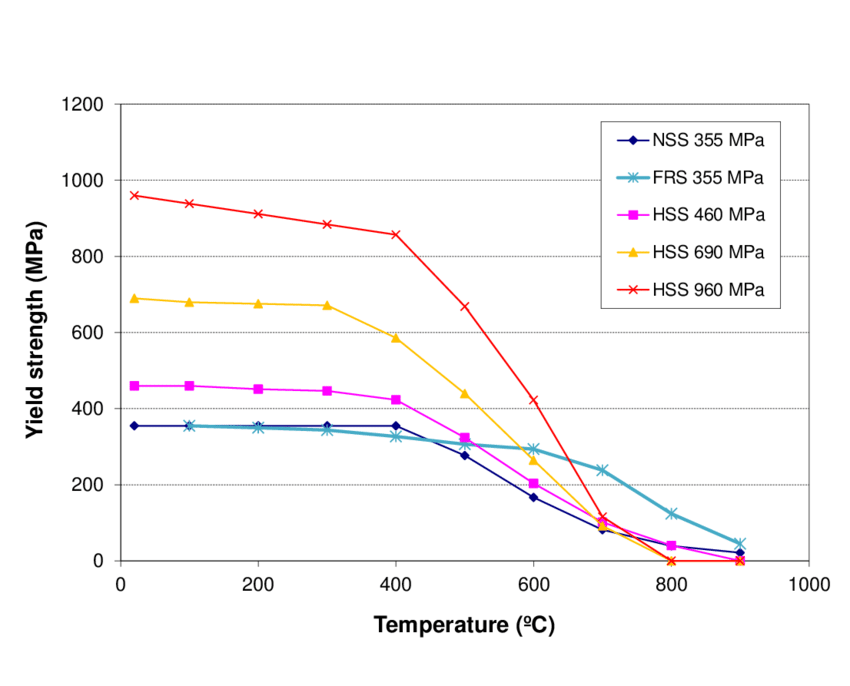 1200
1000
800
600
400
200
0
Yield strength (MPa)
NSS 355 MPa
FRS 355 MPa
HSS 460 MPa
HSS 690 MPa
HSS 960 MPa
0 200 400 600 800 1000
Temperature (ºC)